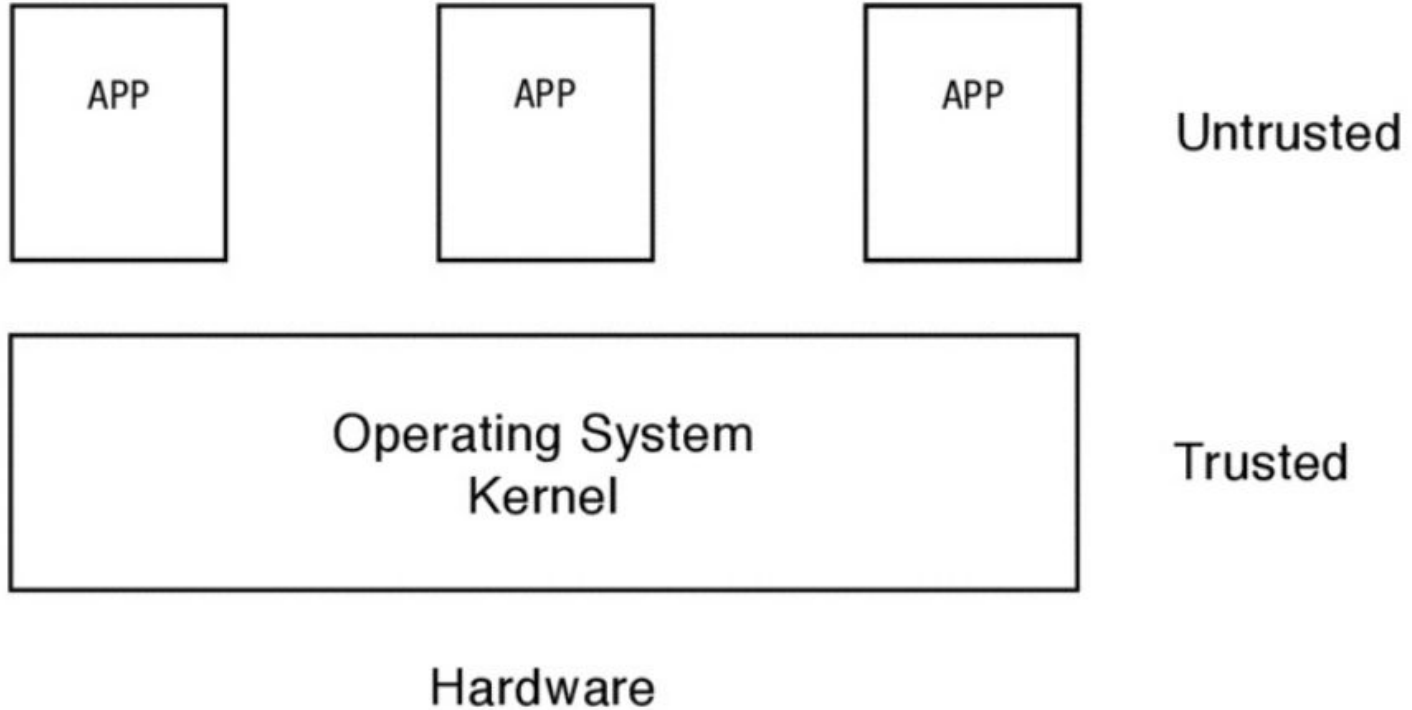 APP
APP
APP
Untrusted
Operating System
Kernel
Trusted
Hardware